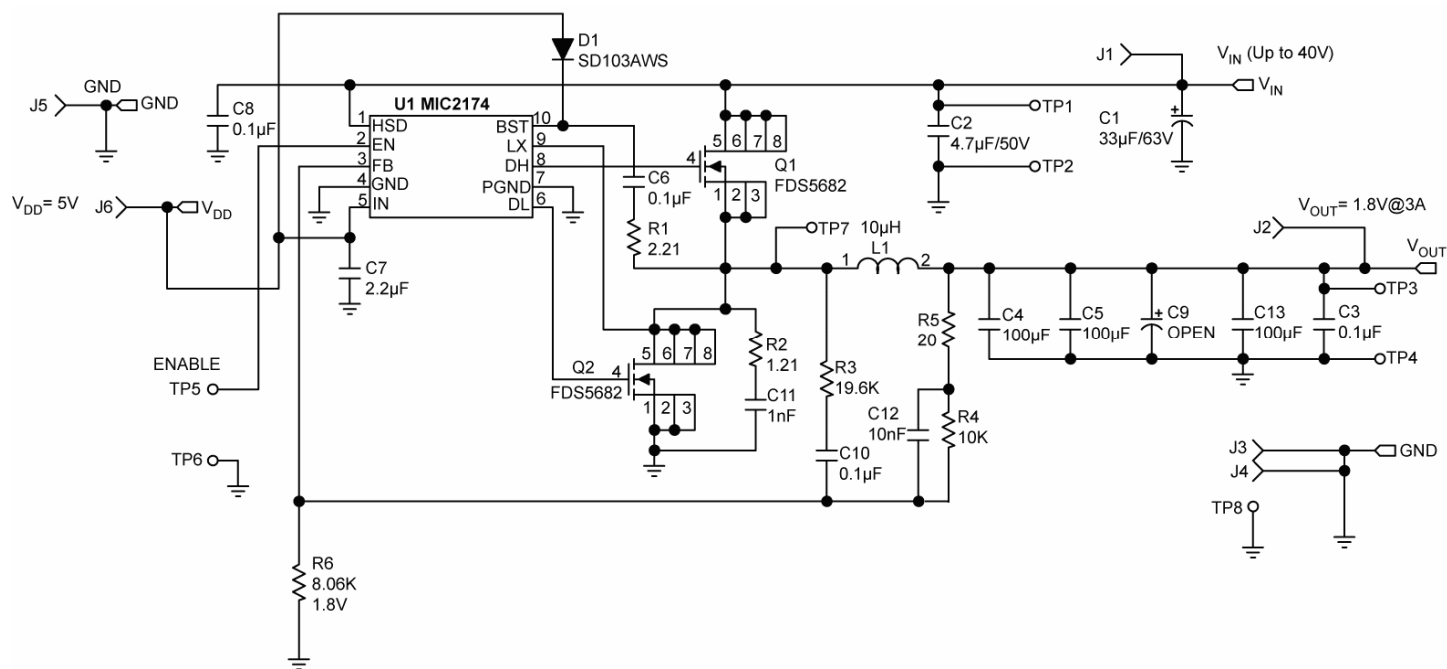 D1
SD103AWS
J1
V_IN (Up to 40V)
V_IN
GND
J5
GND
C8
0.1µF
U1 MIC2174
1
HSD
2
EN
3
FB
4
GND
5
IN
BST
10
LX
9
DH
8
PGND
7
DL
6
V_DD= 5V
J6
V_DD
C7
2.2µF
C6
0.1µF
R1
2.21
5
6
7
8
4
Q1
FDS5682
1
2
3
C2
4.7µF/50V
TP1
TP2
+
C1
33µF/63V
TP7
10µH
1
L1
2
V_OUT= 1.8V@3A
J2
V_OUT
TP3
TP4
5
6
7
8
Q2
4
FDS5682
1
2
3
R2
1.21
C11
1nF
R3
19.6K
C10
0.1µF
R5
20
C12
10nF
R4
10K
C4
100µF
C5
100µF
+
C9
OPEN
C13
100µF
C3
0.1µF
ENABLE
TP5
TP6
R6
8.06K
1.8V
J3
J4
GND
TP8